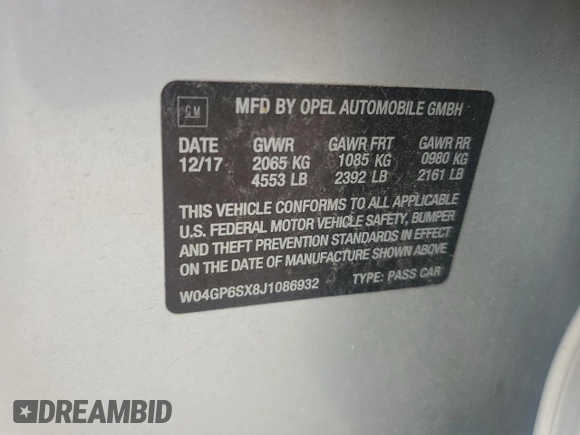 GM
MFD BY OPEL AUTOMOBILE GMBH
DATE GVWR GAWR FRT GAWR RR
12/17 2065 KG 1085 KG 0980 KG
4553 LB 2392 LB 2161 LB
THIS VEHICLE CONFORMS TO ALL APPLICABLE
U.S. FEDERAL MOTOR VEHICLE SAFETY, BUMPER
AND THEFT PREVENTION STANDARDS IN EFFECT
ON THE DATE OF MANUFACTURE SHOWN ABOVE
W04GP6SX8J1086932 TYPE: PASS CAR
DREAMBID